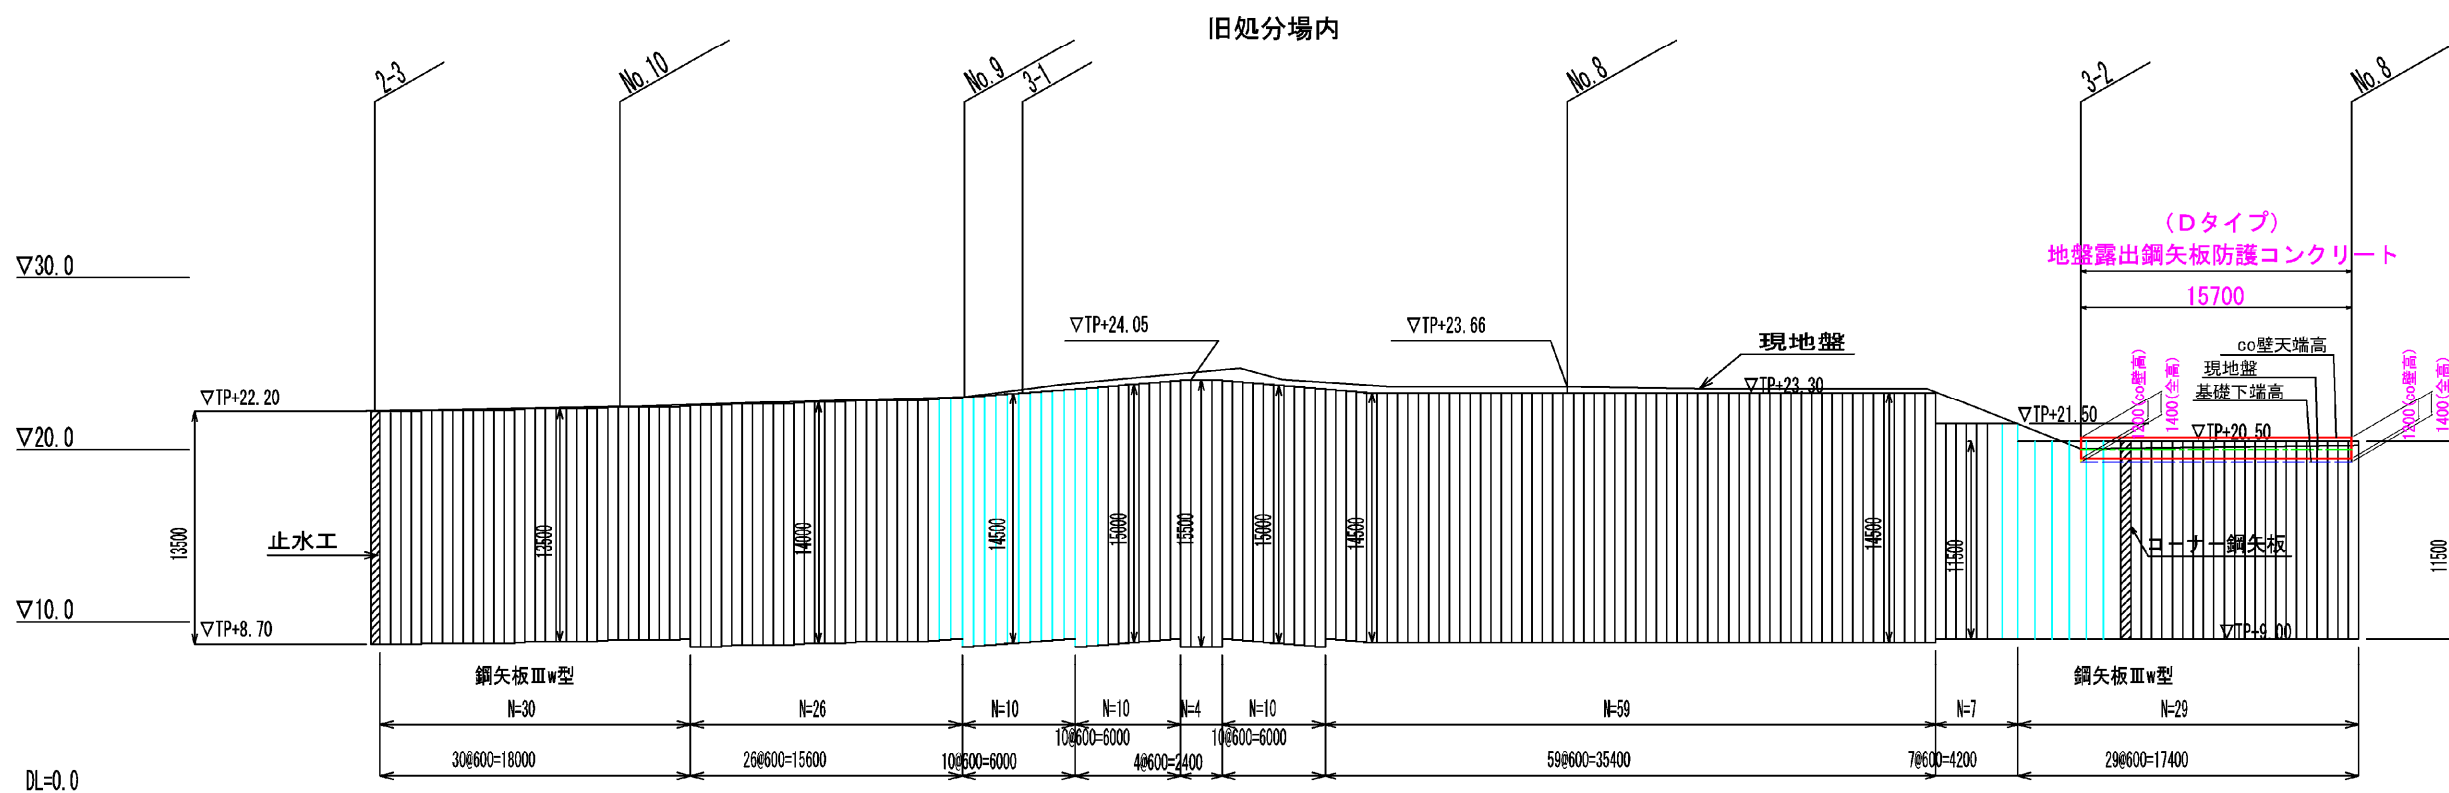 旧処分場内
2-3
No.10
No.9
3-1
No.8
3-2
No.8
(Dタイプ)
▽30.0
地盤露出鋼矢板防護コンクリート
15700
▽TP+24.05
▽TP+23.66
現地盤
co壁天端高
現地盤
基礎下端高
1200(co壁高)
1400(全高)
1200(co壁高)
1400(全高)
▽TP+23.30
▽TP+22.20
▽TP+21.50
▽20.0
▽TP+20.50
13500
止水工
13500
14000
14500
15000
15500
15000
14500
14500
11500
コーナー鋼矢板
11500
▽10.0
▽TP+8.70
▽TP+9.00
鋼矢板Ⅲw型
鋼矢板Ⅲw型
N=30
N=26
N=10
N=10
N=4
N=10
N=59
N=7
N=29
30@600=18000
26@600=15600
10@600=6000
10@600=6000
4@600=2400
10@600=6000
59@600=35400
7@600=4200
29@600=17400
DL=0.0